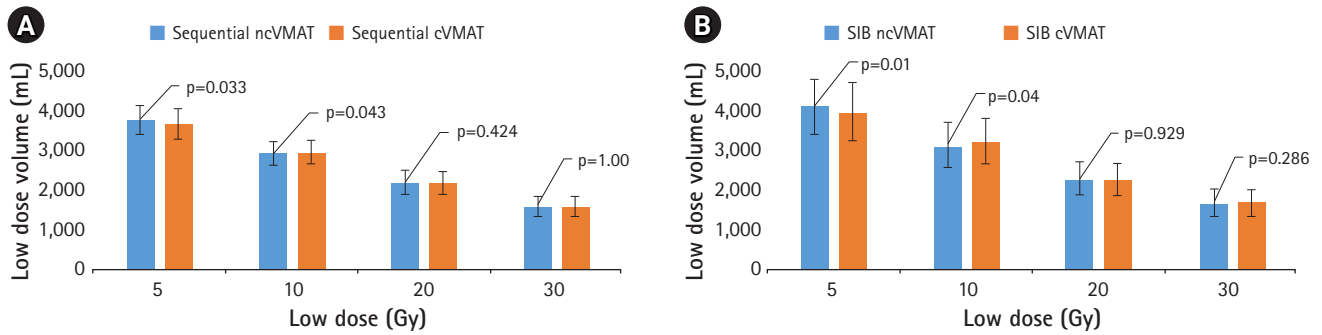 A
Sequential ncVMAT Sequential cVMAT
Low dose volume (mL)
5,000
4,000
3,000
2,000
1,000
0
p=0.033
p=0.043
p=0.424
p=1.00
5 10 20 30
Low dose (Gy)
B
SIB ncVMAT SIB cVMAT
Low dose volume (mL)
5,000
4,000
3,000
2,000
1,000
0
p=0.01
p=0.04
p=0.929
p=0.286
5 10 20 30
Low dose (Gy)